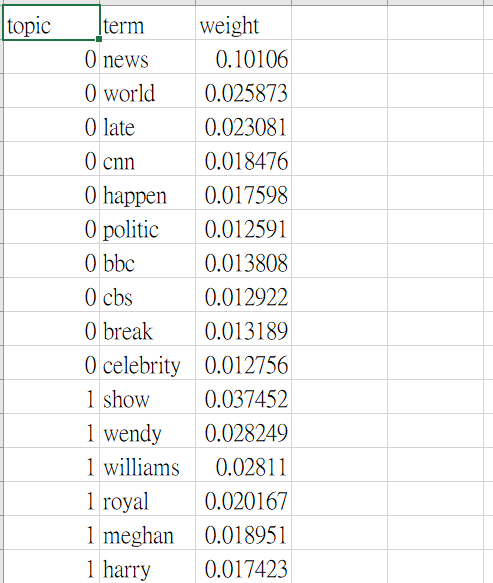 topic term weight
0 news 0.10106
0 world 0.025873
0 late 0.023081
0 cnn 0.018476
0 happen 0.017598
0 politic 0.012591
0 bbc 0.013808
0 cbs 0.012922
0 break 0.013189
0 celebrity 0.012756
1 show 0.037452
1 wendy 0.028249
1 williams 0.02811
1 royal 0.020167
1 meghan 0.018951
1 harry 0.017423